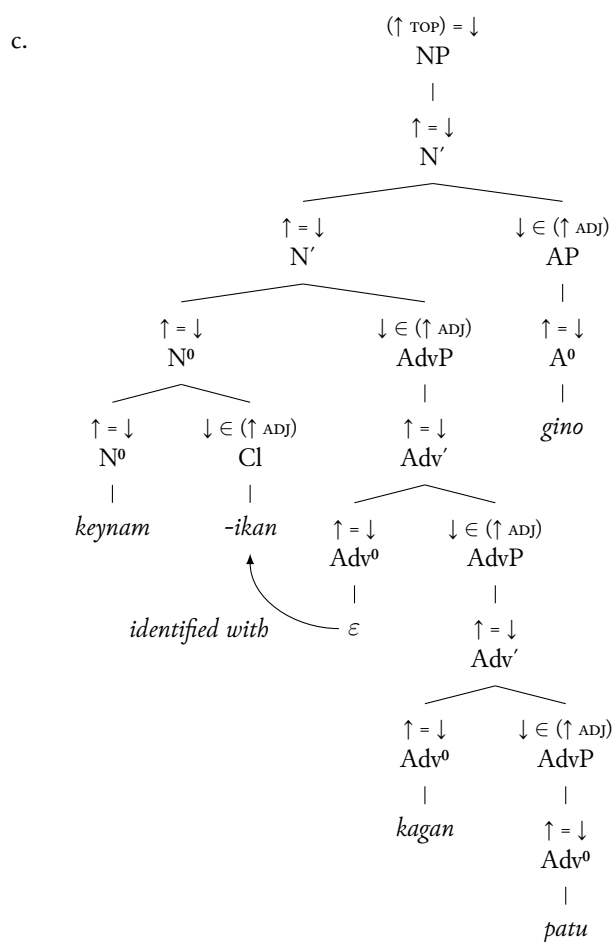 c.
(↑ TOP) = ↓
NP
↑ = ↓
N′
↑ = ↓ ↓ ∈ (↑ ADJ)
N′ AP
↑ = ↓ ↓ ∈ (↑ ADJ) ↑ = ↓
N⁰ AdvP A⁰
gino
↑ = ↓ ↓ ∈ (↑ ADJ) ↑ = ↓
N⁰ Cl Adv′
keynam -ikan
↑ = ↓ ↓ ∈ (↑ ADJ)
Adv⁰ AdvP
identified with ε
↑ = ↓
Adv′
↑ = ↓ ↓ ∈ (↑ ADJ)
Adv⁰ AdvP
kagan
↑ = ↓
Adv⁰
patu